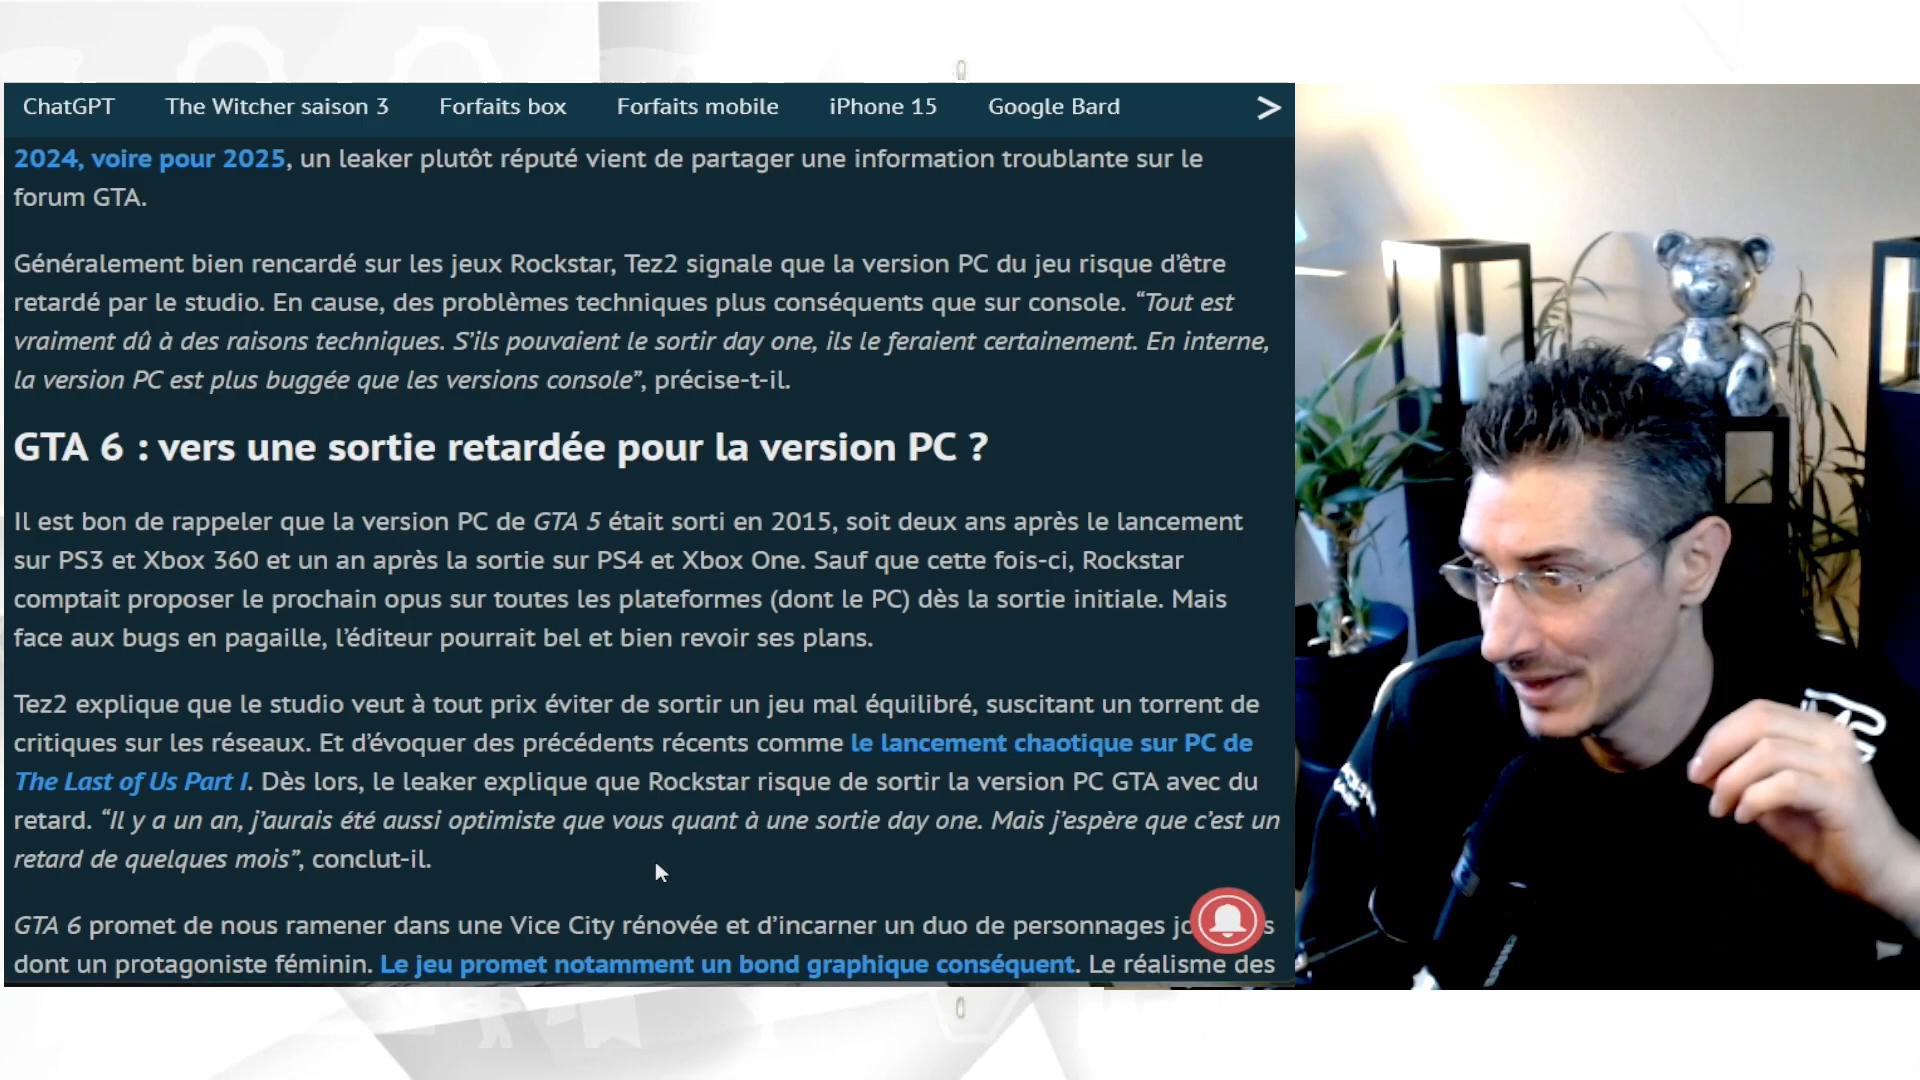 ChatGPT The Witcher saison 3 Forfaits box Forfaits mobile iPhone 15 Google Bard >
2024, voire pour 2025, un leaker plutôt réputé vient de partager une information troublante sur le
forum GTA.
Généralement bien rencardé sur les jeux Rockstar, Tez2 signale que la version PC du jeu risque d’être
retardé par le studio. En cause, des problèmes techniques plus conséquents que sur console. “Tout est
vraiment dû à des raisons techniques. S’ils pouvaient le sortir day one, ils le feraient certainement. En interne,
la version PC est plus buggée que les versions console”, précise-t-il.
GTA 6 : vers une sortie retardée pour la version PC ?
Il est bon de rappeler que la version PC de GTA 5 était sorti en 2015, soit deux ans après le lancement
sur PS3 et Xbox 360 et un an après la sortie sur PS4 et Xbox One. Sauf que cette fois-ci, Rockstar
comptait proposer le prochain opus sur toutes les plateformes (dont le PC) dès la sortie initiale. Mais
face aux bugs en pagaille, l’éditeur pourrait bel et bien revoir ses plans.
Tez2 explique que le studio veut à tout prix éviter de sortir un jeu mal équilibré, suscitant un torrent de
critiques sur les réseaux. Et d’évoquer des précédents récents comme le lancement chaotique sur PC de
The Last of Us Part I. Dès lors, le leaker explique que Rockstar risque de sortir la version PC GTA avec du
retard. “Il y a un an, j’aurais été aussi optimiste que vous quant à une sortie day one. Mais j’espère que c’est un
retard de quelques mois”, conclut-il.
GTA 6 promet de nous ramener dans une Vice City rénovée et d’incarner un duo de personnages
dont un protagoniste féminin. Le jeu promet notamment un bond graphique conséquent. Le réalisme des